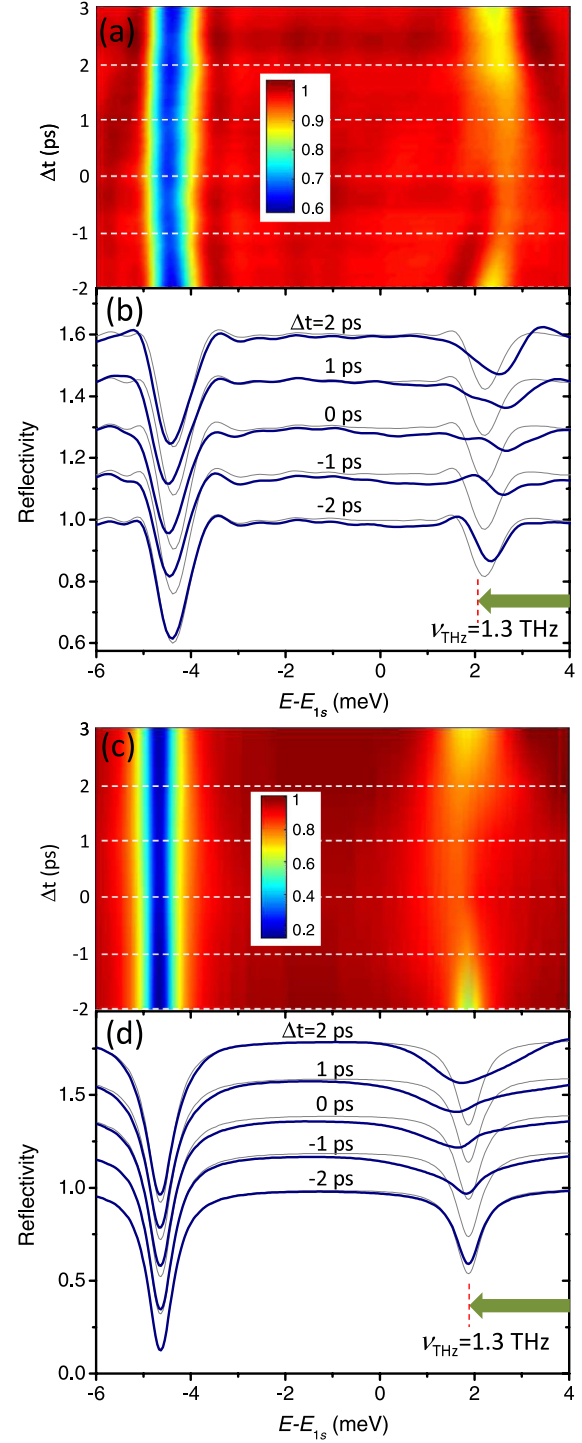 (a)
3
2
1
0
-1
-2
Δt (ps)
1
0.9
0.8
0.7
0.6
(b)
Δt=2 ps
1 ps
0 ps
-1 ps
-2 ps
1.6
1.4
1.2
1.0
0.8
0.6
Reflectivity
ν_THz=1.3 THz
-6 -4 -2 0 2 4
E-E_1s (meV)
(c)
3
2
1
0
-1
-2
Δt (ps)
1
0.8
0.6
0.4
0.2
(d)
Δt=2 ps
1 ps
0 ps
-1 ps
-2 ps
1.5
1.0
0.5
0.0
Reflectivity
ν_THz=1.3 THz
-6 -4 -2 0 2 4
E-E_1s (meV)